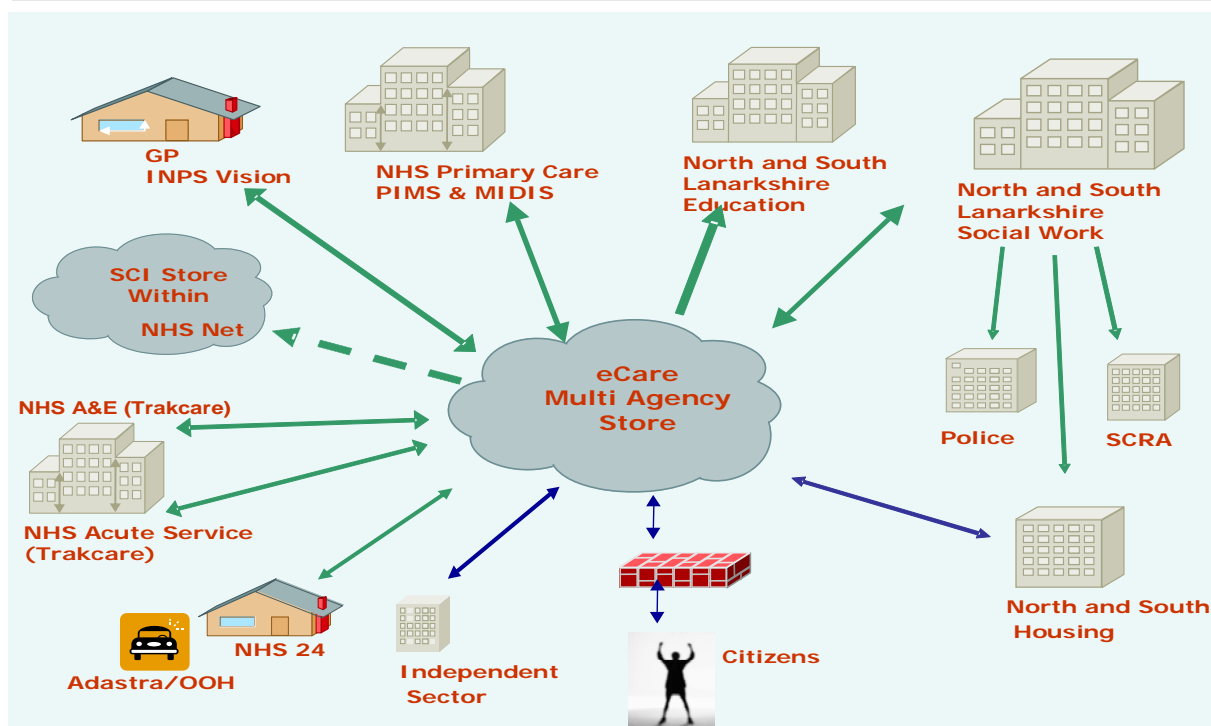 GP
INPS Vision
NHS Primary Care
PIMS & MIDIS
North and South
Lanarkshire
Education
North and South
Lanarkshire
Social Work
SCI Store
Within
NHS Net
eCare
Multi Agency
Store
NHS A&E (Trakcare)
Police
SCRA
NHS Acute Service
(Trakcare)
North and South
Housing
NHS 24
Adastra/OOH
Independent
Sector
Citizens